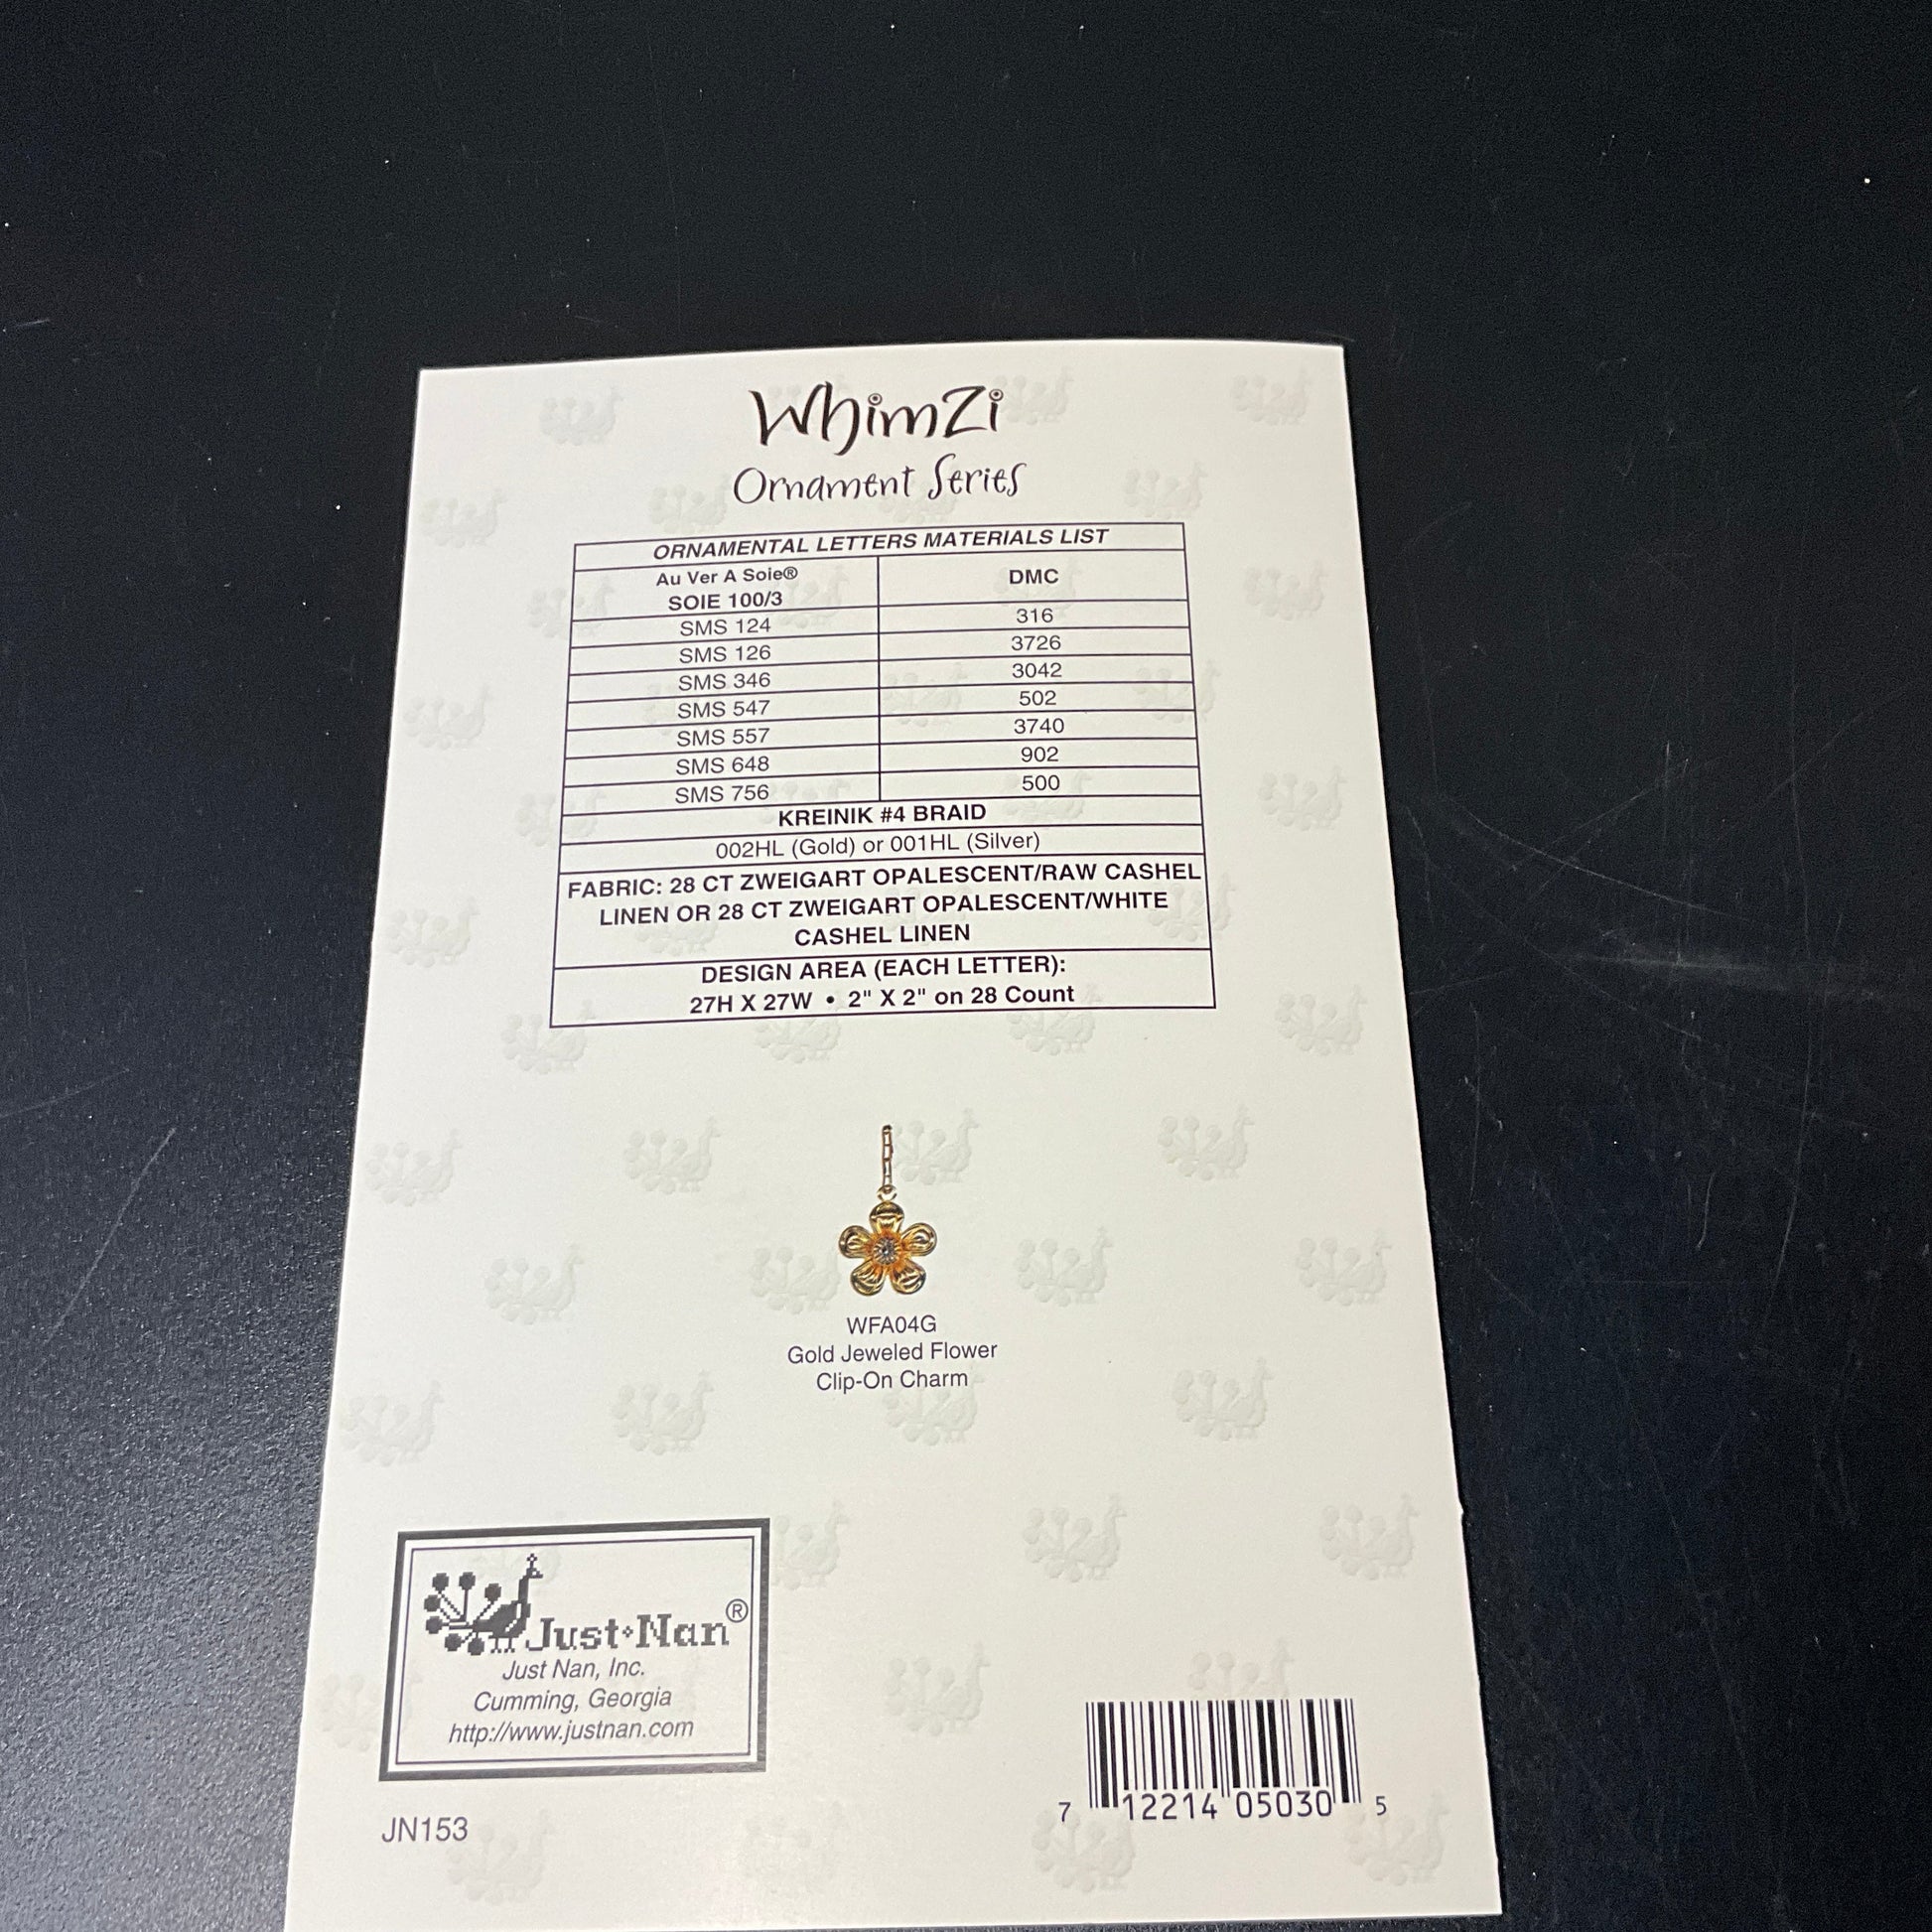 WhimZi
Ornament Series
ORNAMENTAL LETTERS MATERIALS LIST
Au Ver A Soie® DMC
SOIE 100/3
SMS 124 316
SMS 126 3726
SMS 346 3042
SMS 547 502
SMS 557 3740
SMS 648 902
SMS 756 500
KREINIK #4 BRAID
002HL (Gold) or 001HL (Silver)
FABRIC: 28 CT ZWEIGART OPALESCENT/RAW CASHEL
LINEN OR 28 CT ZWEIGART OPALESCENT/WHITE
CASHEL LINEN
DESIGN AREA (EACH LETTER):
27H X 27W • 2" X 2" on 28 Count
WFA04G
Gold Jeweled Flower
Clip-On Charm
Just•Nan®
Just Nan, Inc.
Cumming, Georgia
http://www.justnan.com
JN153
7 12214 05030 5